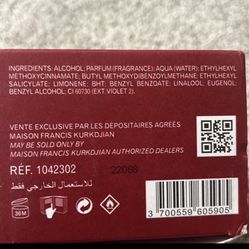 INGREDIENTS: ALCOHOL; PARFUM (FRAGRANCE); AQUA (WATER); ETHYLHEXYL
METHOXYCINNAMATE; BUTYL METHOXYDIBENZOYLMETHANE; ETHYLHEXYL
SALICYLATE; LIMONENE; BHT; BENZYL BENZOATE; LINALOOL; EUGENOL;
BENZYL ALCOHOL; CI 60730 (EXT VIOLET 2).
VENTE EXCLUSIVE PAR LES DEPOSITAIRES AGREÉS
MAISON FRANCIS KURKDJIAN
MAY BE SOLD ONLY BY
MAISON FRANCIS KURKDJIAN AUTHORIZED DEALERS
RÉF. 1042302
22068
للاستعمال الخارجي فقط
36M
3 700559 605905